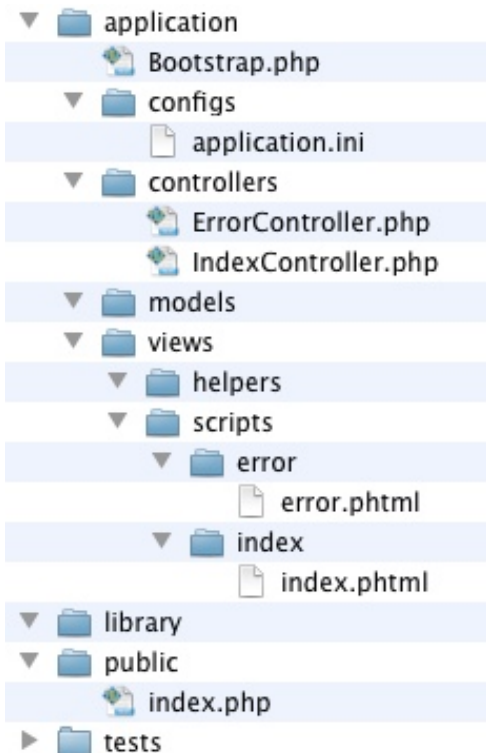 application
Bootstrap.php
configs
application.ini
controllers
ErrorController.php
IndexController.php
models
views
helpers
scripts
error
error.phtml
index
index.phtml
library
public
index.php
tests